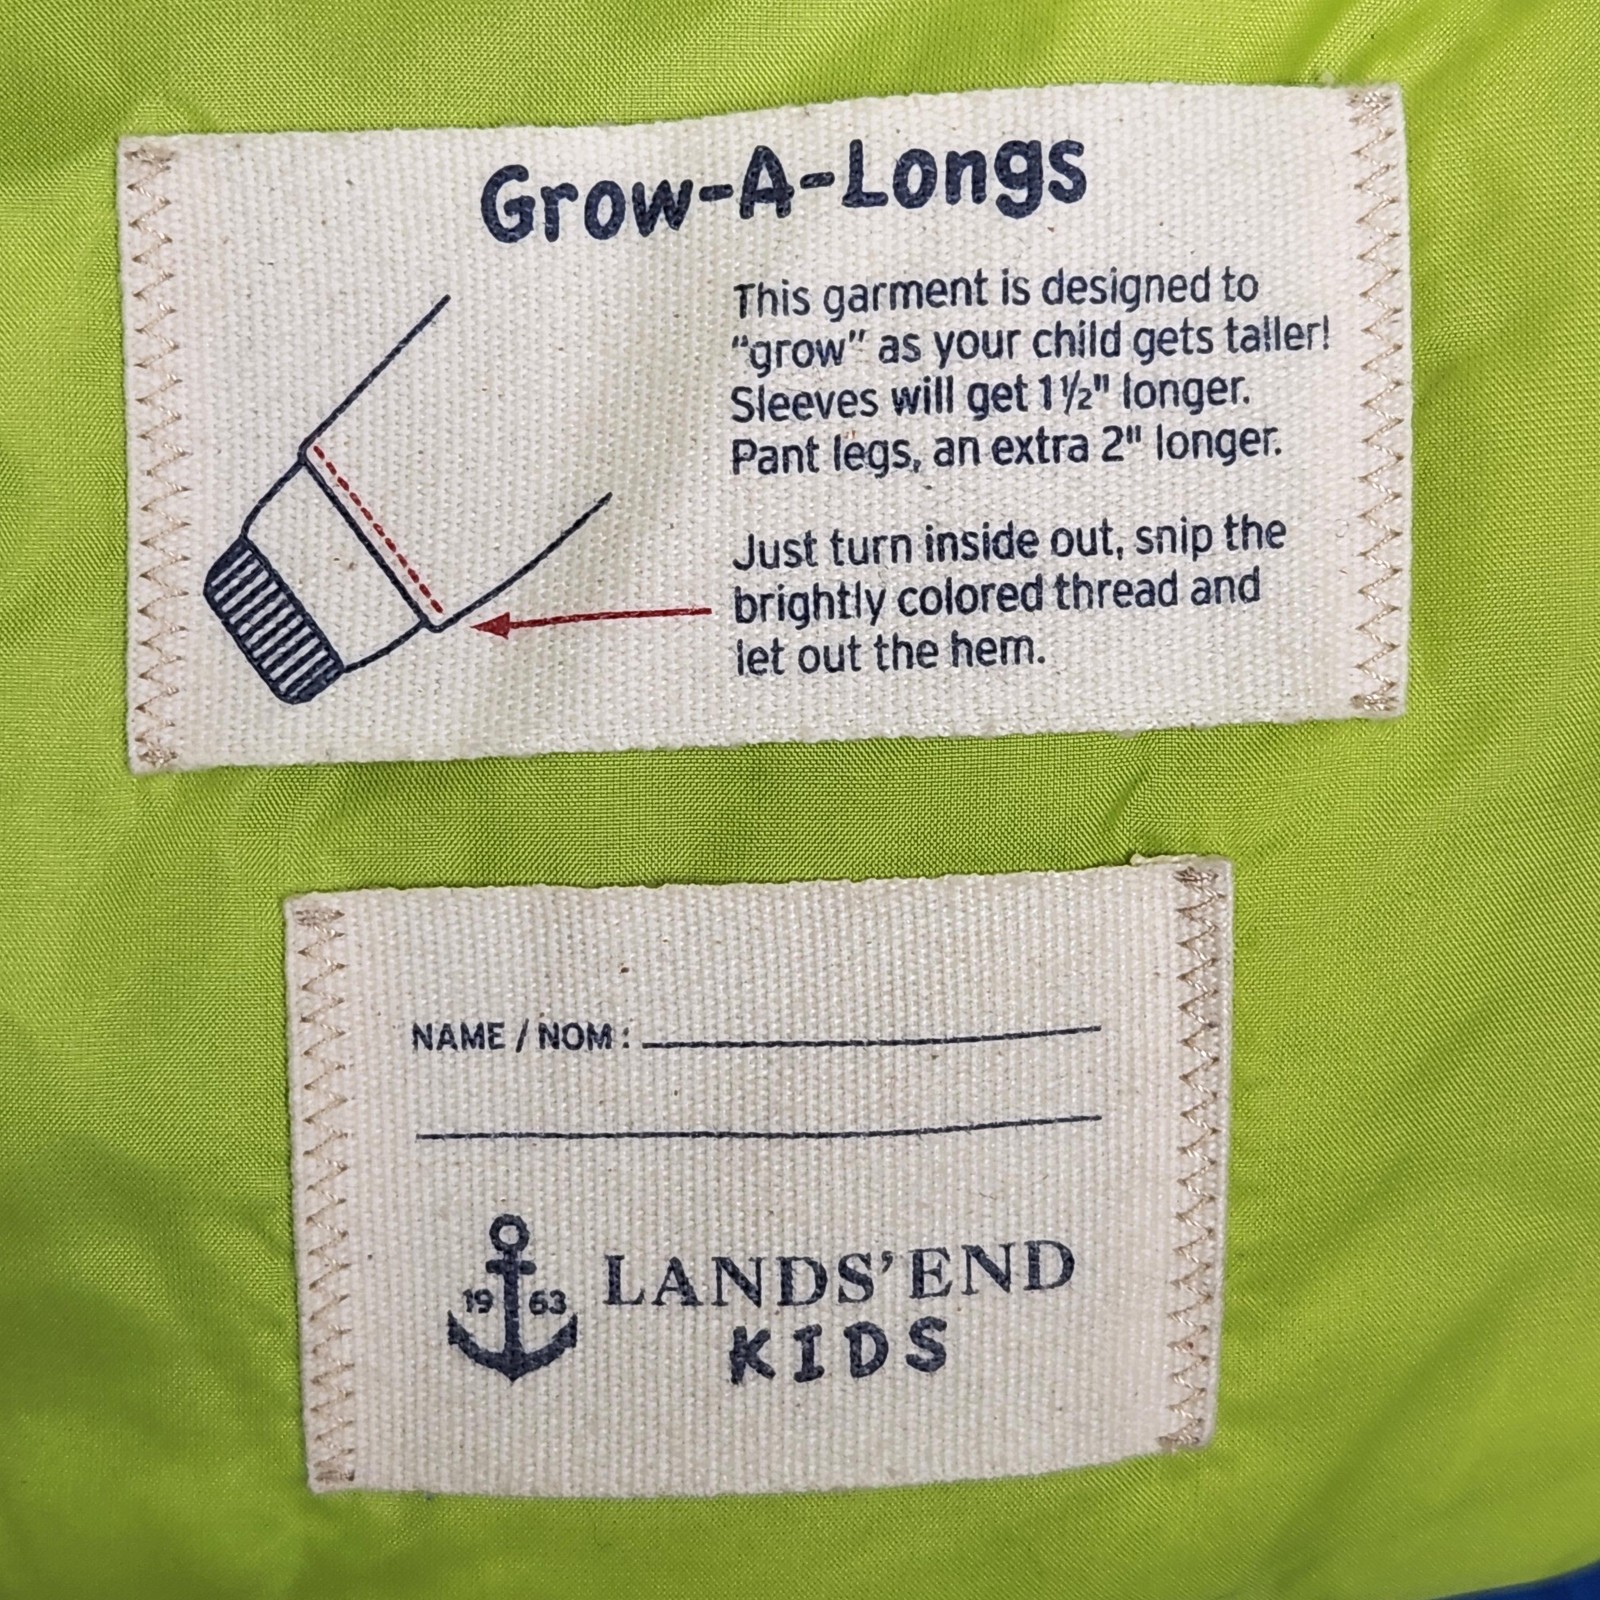 Grow-A-Longs
This garment is designed to
“grow” as your child gets taller!
Sleeves will get 1½" longer.
Pant legs, an extra 2" longer.
Just turn inside out, snip the
brightly colored thread and
let out the hem.
NAME / NOM :
19 63
LANDS’ END
KIDS